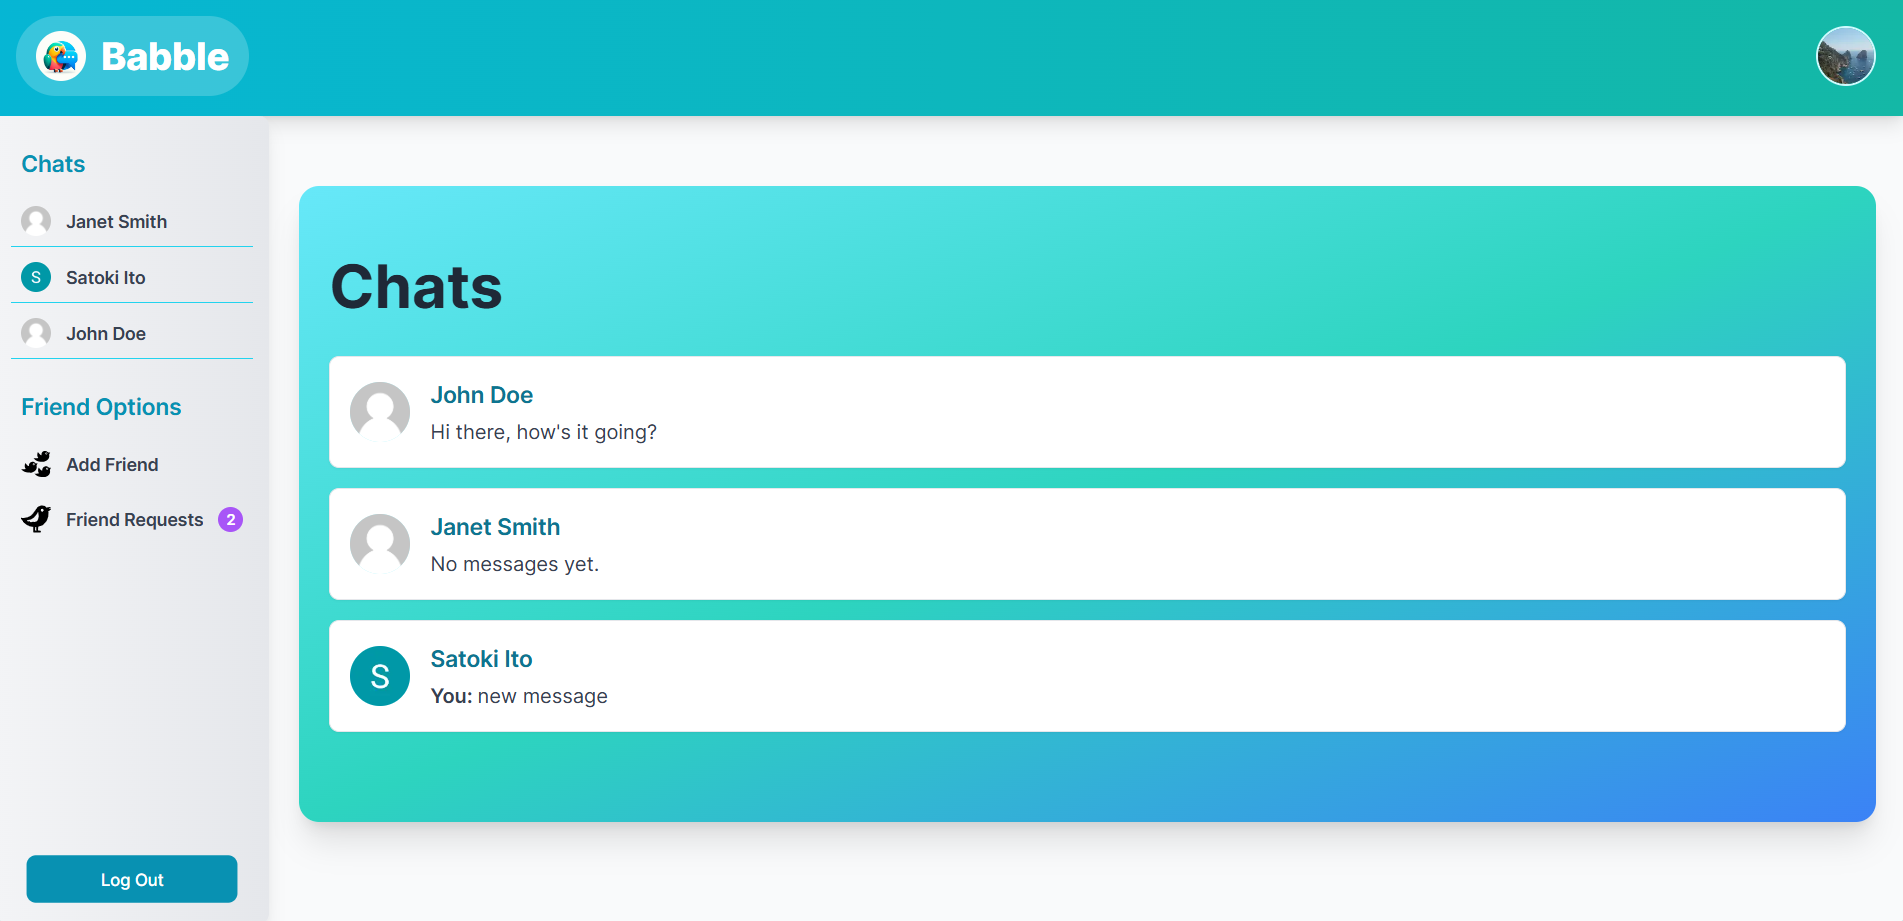 Babble
Chats
Janet Smith
S
Satoki Ito
John Doe
Friend Options
Add Friend
Friend Requests 2
Log Out
Chats
John Doe
Hi there, how's it going?
Janet Smith
No messages yet.
S
Satoki Ito
You: new message